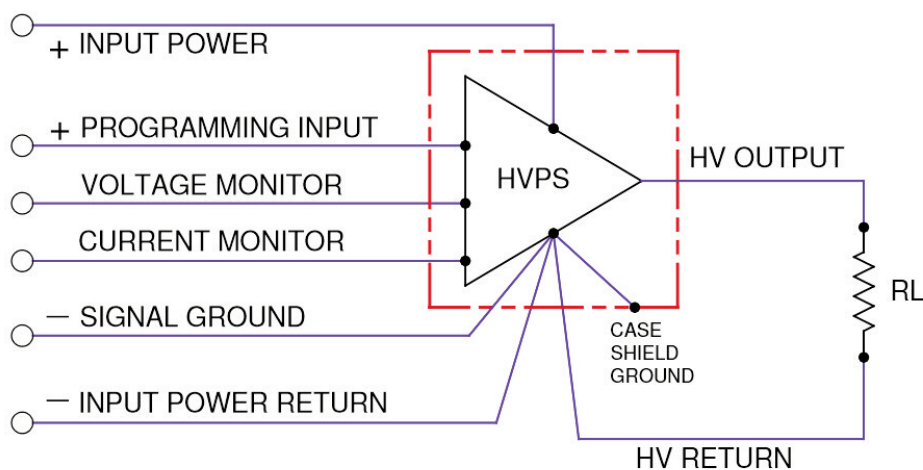 + INPUT POWER
+ PROGRAMMING INPUT
VOLTAGE MONITOR
CURRENT MONITOR
— SIGNAL GROUND
— INPUT POWER RETURN
HVPS
CASE
SHIELD
GROUND
HV OUTPUT
RL
HV RETURN